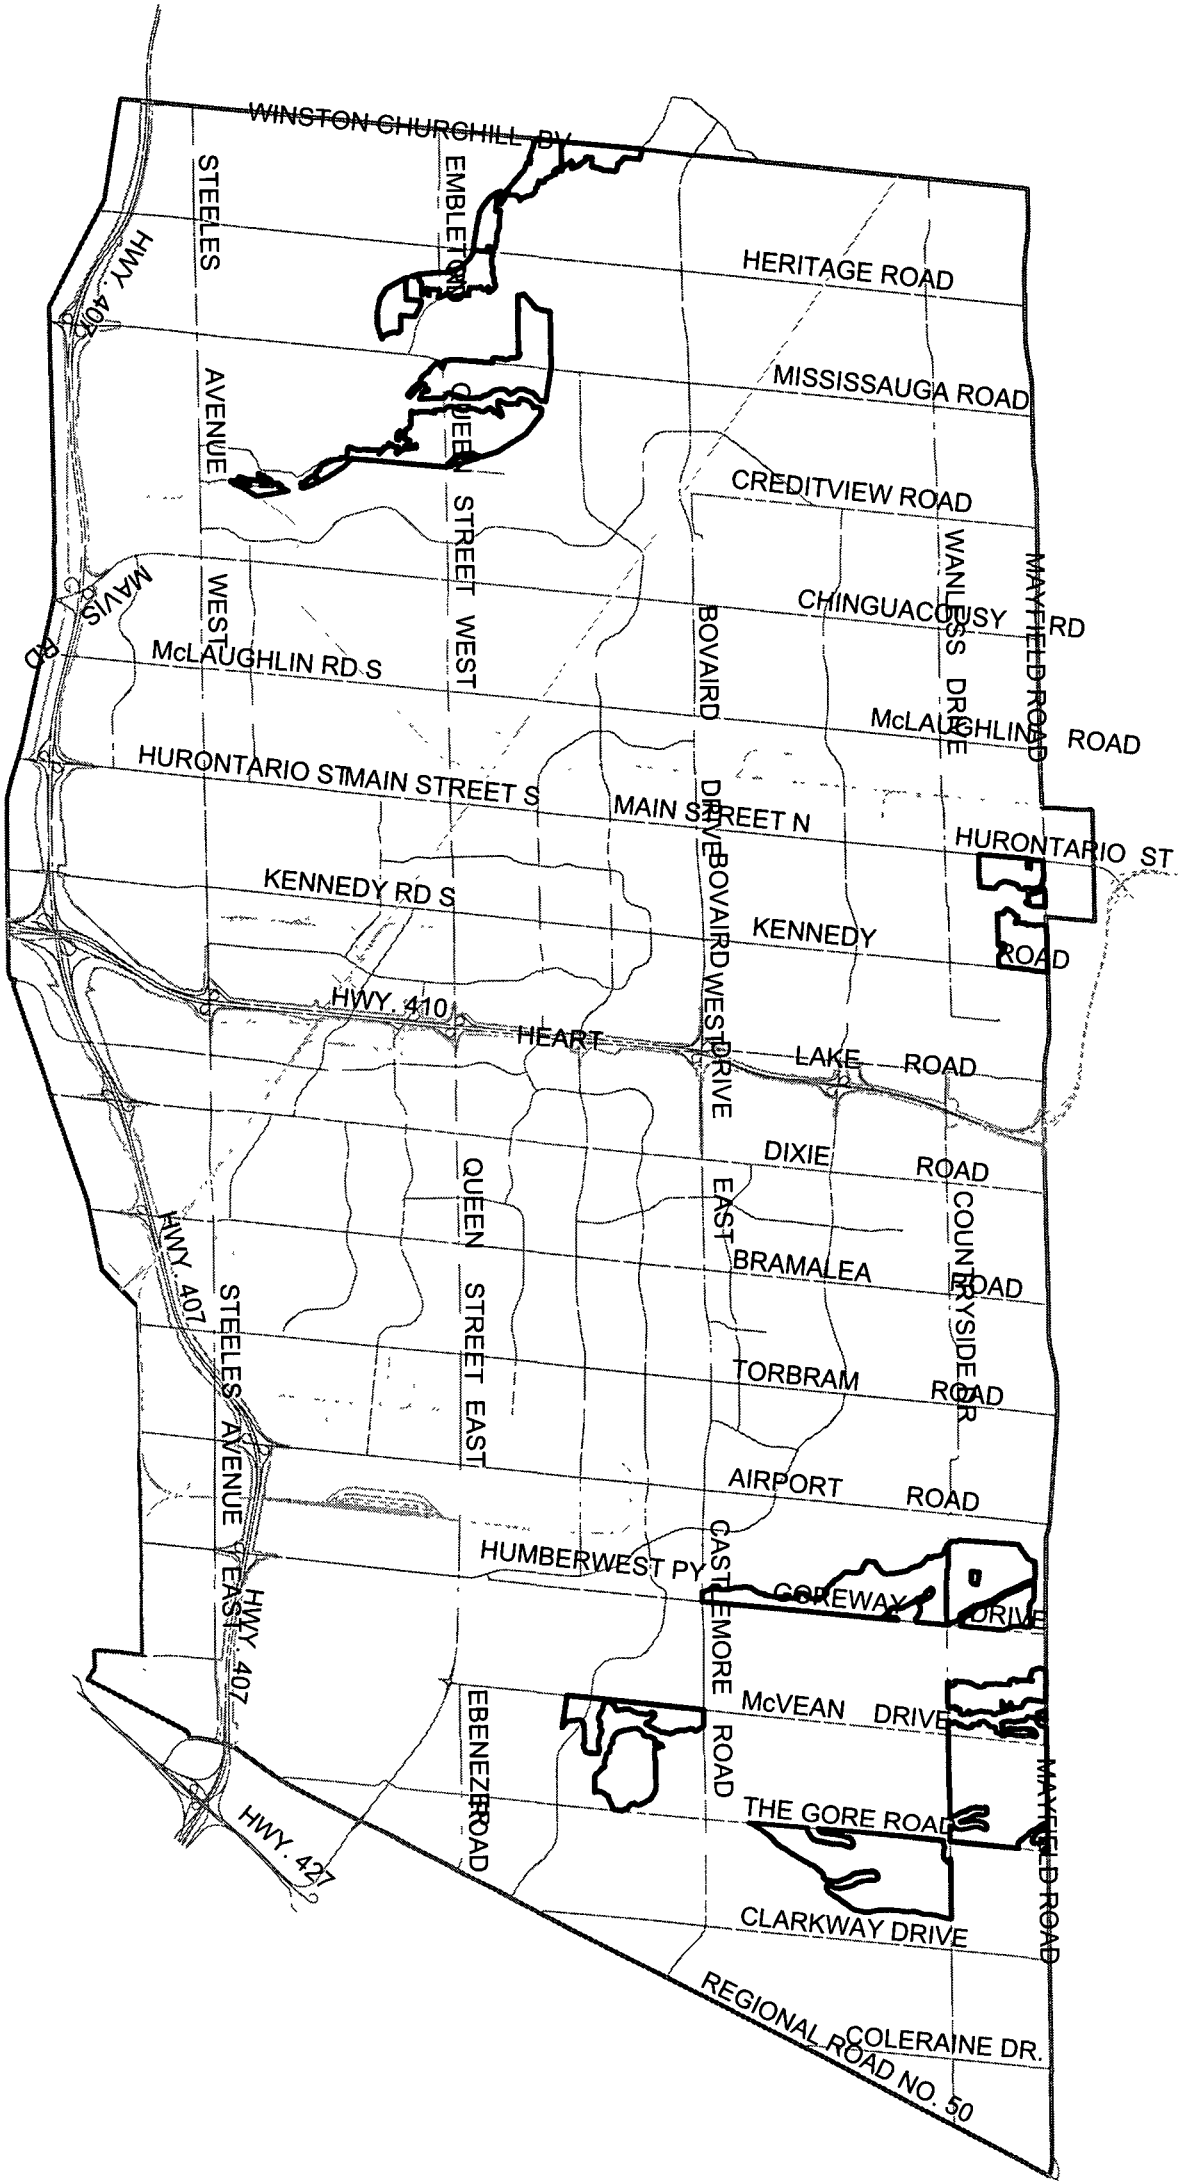 WINSTON CHURCHILL BV
STEELES
EMBLETON
HWY. 407
HERITAGE ROAD
AVENUE
QUEEN
MISSISSAUGA ROAD
CREDITVIEW ROAD
STREET WEST
WANLESS DRIVE
MAYFIELD ROAD
MAVIS
RD
WEST
CHINGUACOUSY RD
BOVAIRD
McLAUGHLIN RD S
McLAUGHLIN ROAD
HURONTARIO ST
MAIN STREET S
DRIVE
MAIN STREET N
HURONTARIO ST
KENNEDY RD S
BOVAIRD
WEST
KENNEDY ROAD
HWY. 410
HEART LAKE ROAD
DRIVE
DIXIE ROAD
QUEEN
EAST
COUNTRYSIDE DR
BRAMALEA ROAD
HWY. 407
STEELES
STREET EAST
TORBRAM ROAD
AVENUE
AIRPORT ROAD
CASTLEMORE ROAD
HUMBERWEST PY
EAST
HWY. 407
GOREWAY DRIVE
EBENEZER
ROAD
McVEAN DRIVE
MAYFIELD ROAD
THE GORE ROAD
HWY. 427
CLARKWAY DRIVE
REGIONAL ROAD NO. 50
COLERAINE DR.